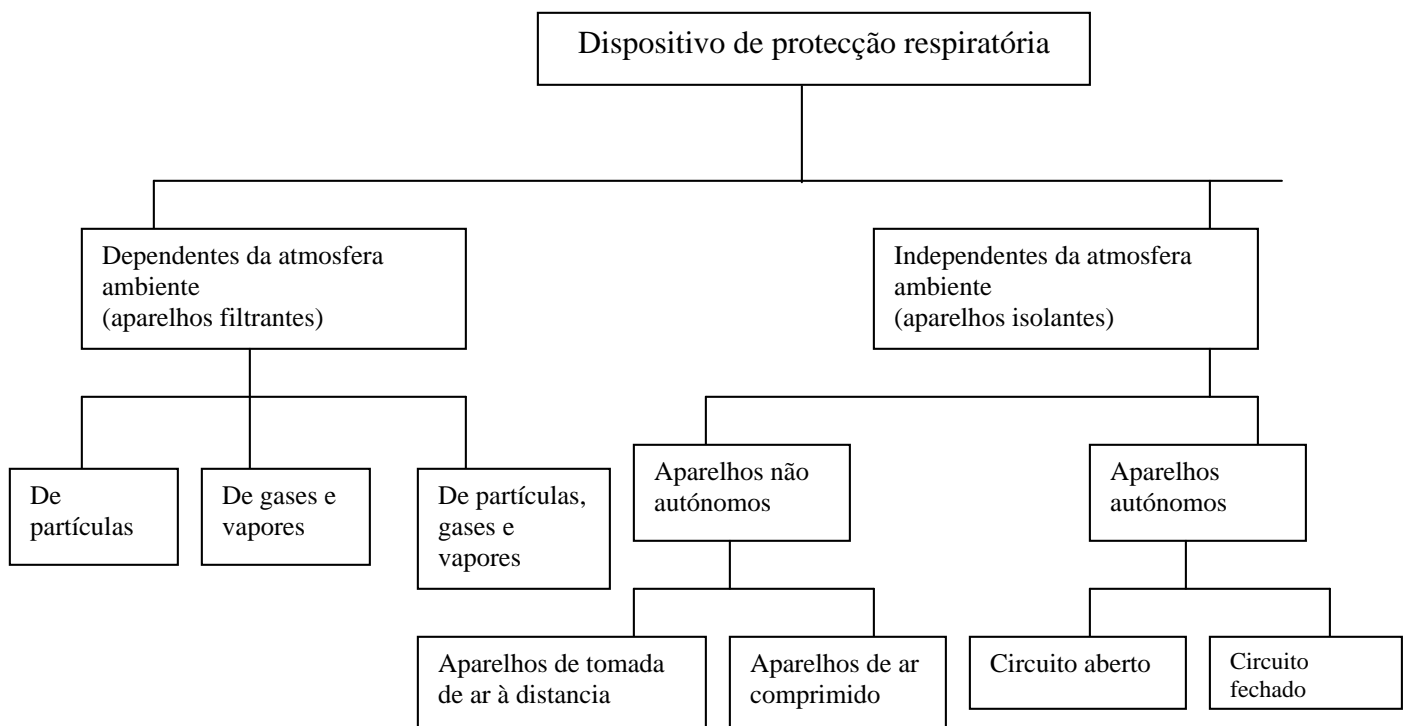 Dispositivo de protecção respiratória
Dependentes da atmosfera
ambiente
(aparelhos filtrantes)
Independentes da atmosfera
ambiente
(aparelhos isolantes)
De
partículas
De gases e
vapores
De partículas,
gases e
vapores
Aparelhos não
autónomos
Aparelhos
autónomos
Aparelhos de tomada
de ar à distancia
Aparelhos de ar
comprimido
Circuito aberto
Circuito
fechado